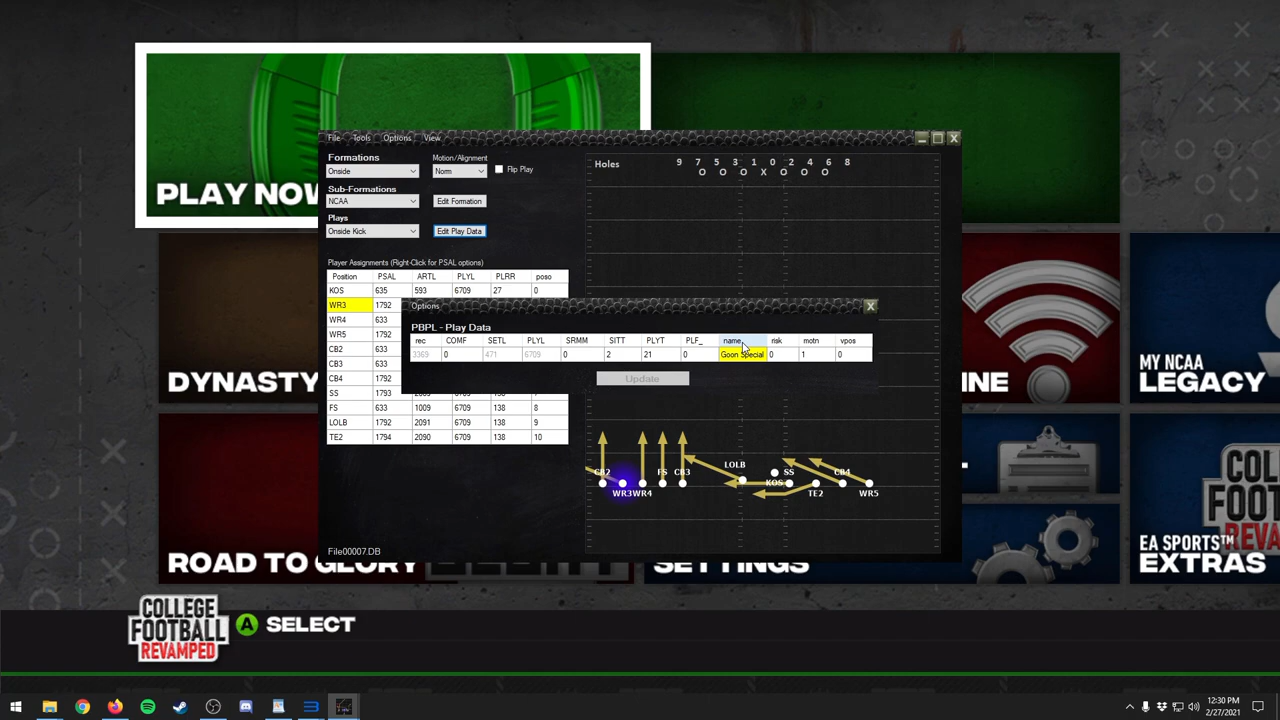 PLAY NOW
DYNASTY
ROAD TO GLORY
SETTINGS
ONLINE
MY NCAA
LEGACY
EA SPORTS™
EXTRAS
COLLEGE
FOOTBALL
REVAMPED
A SELECT
File Tools Options View
Formations Motion/Alignment
Onside Norm Flip Play
Sub-Formations
NCAA Edit Formation
Plays
Onside Kick Edit Play Data
Player Assignments (Right-Click for PSAL options)
Position PSAL ARTL PLYL PLRR poso
KOS 635 593 6709 27 0
WR3 1792
WR4 633
WR5 1792
CB2 633
CB3 633
CB4 1792
SS 1793
FS 633 1009 6709 138 8
LOLB 1792 2091 6709 138 9
TE2 1794 2090 6709 138 10
File00007.DB
Options X
PBPL - Play Data
rec COMF SETL PLYL SRMM SITT PLYT PLF_ name risk motn vpos
3369 0 471 6709 0 2 21 0 Goon Special 0 1 0
Update
Holes 9 7 5 3 1 0 2 4 6 8
O O O X O O O
CB2 WR3 WR4 FS CB3 LOLB KOS SS TE2 CB4 WR5
12:30 PM
2/27/2021